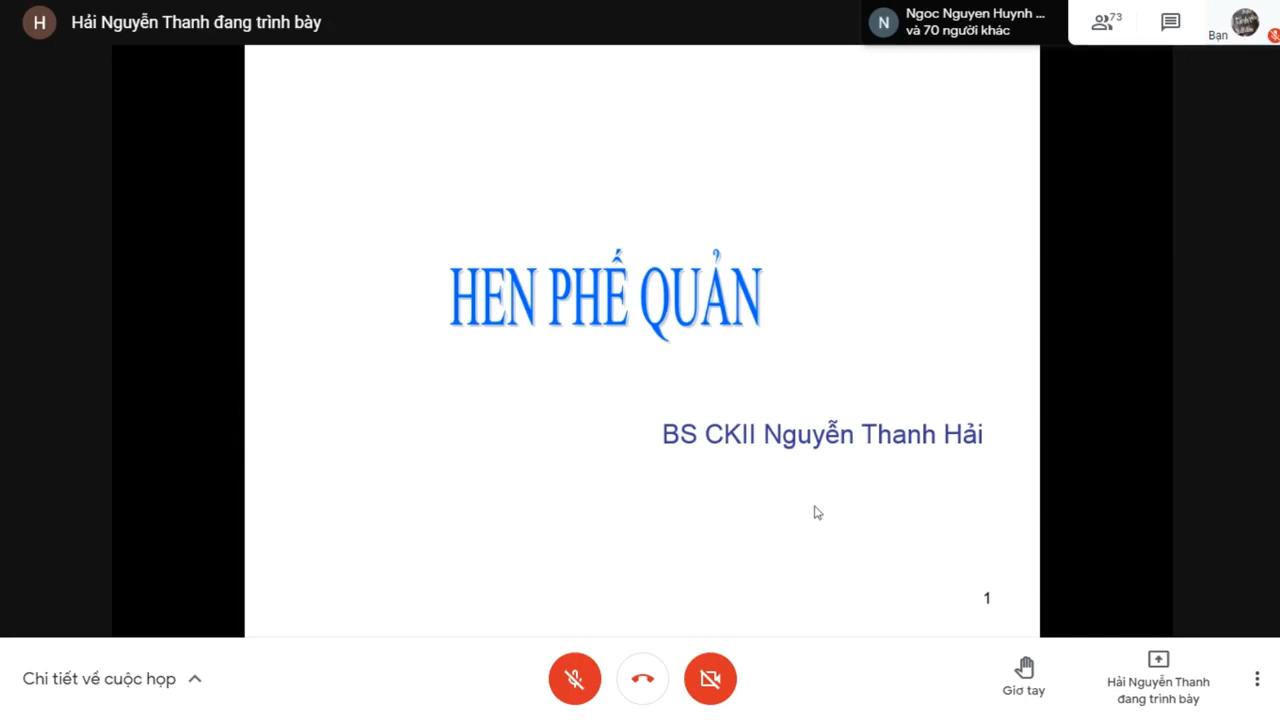 H
Hải Nguyễn Thanh đang trình bày
N
Ngoc Nguyen Huynh ...
và 70 người khác
73
Bạn
HEN PHẾ QUẢN
BS CKII Nguyễn Thanh Hải
1
Chi tiết về cuộc họp
Giơ tay
Hải Nguyễn Thanh
đang trình bày